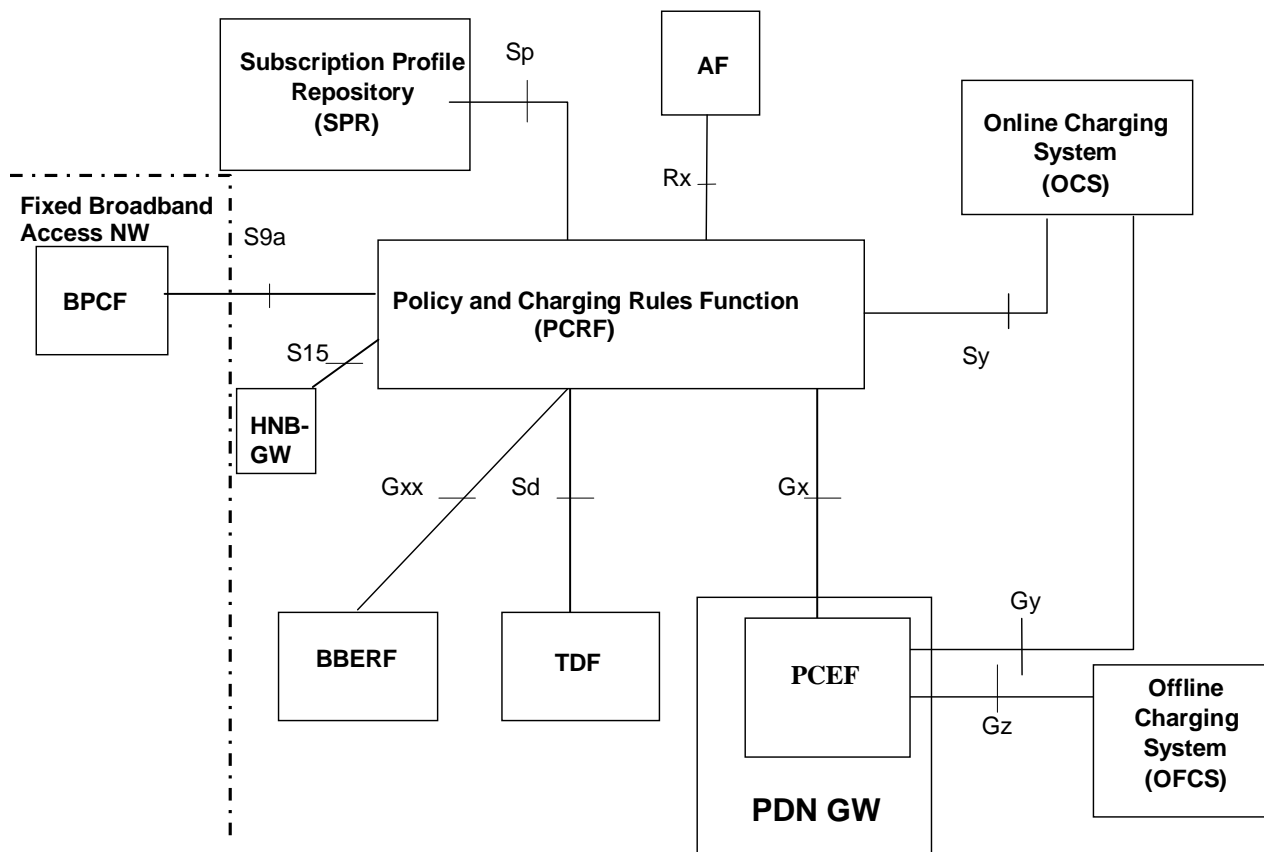 Subscription Profile
Repository
(SPR)
Sp
AF
Online Charging
System
(OCS)
Rx
Fixed Broadband
Access NW
S9a
BPCF
Policy and Charging Rules Function
(PCRF)
S15
Sy
HNB-
GW
Gxx
Sd
Gx
Gy
BBERF
TDF
PCEF
Gz
Offline
Charging
System
(OFCS)
PDN GW